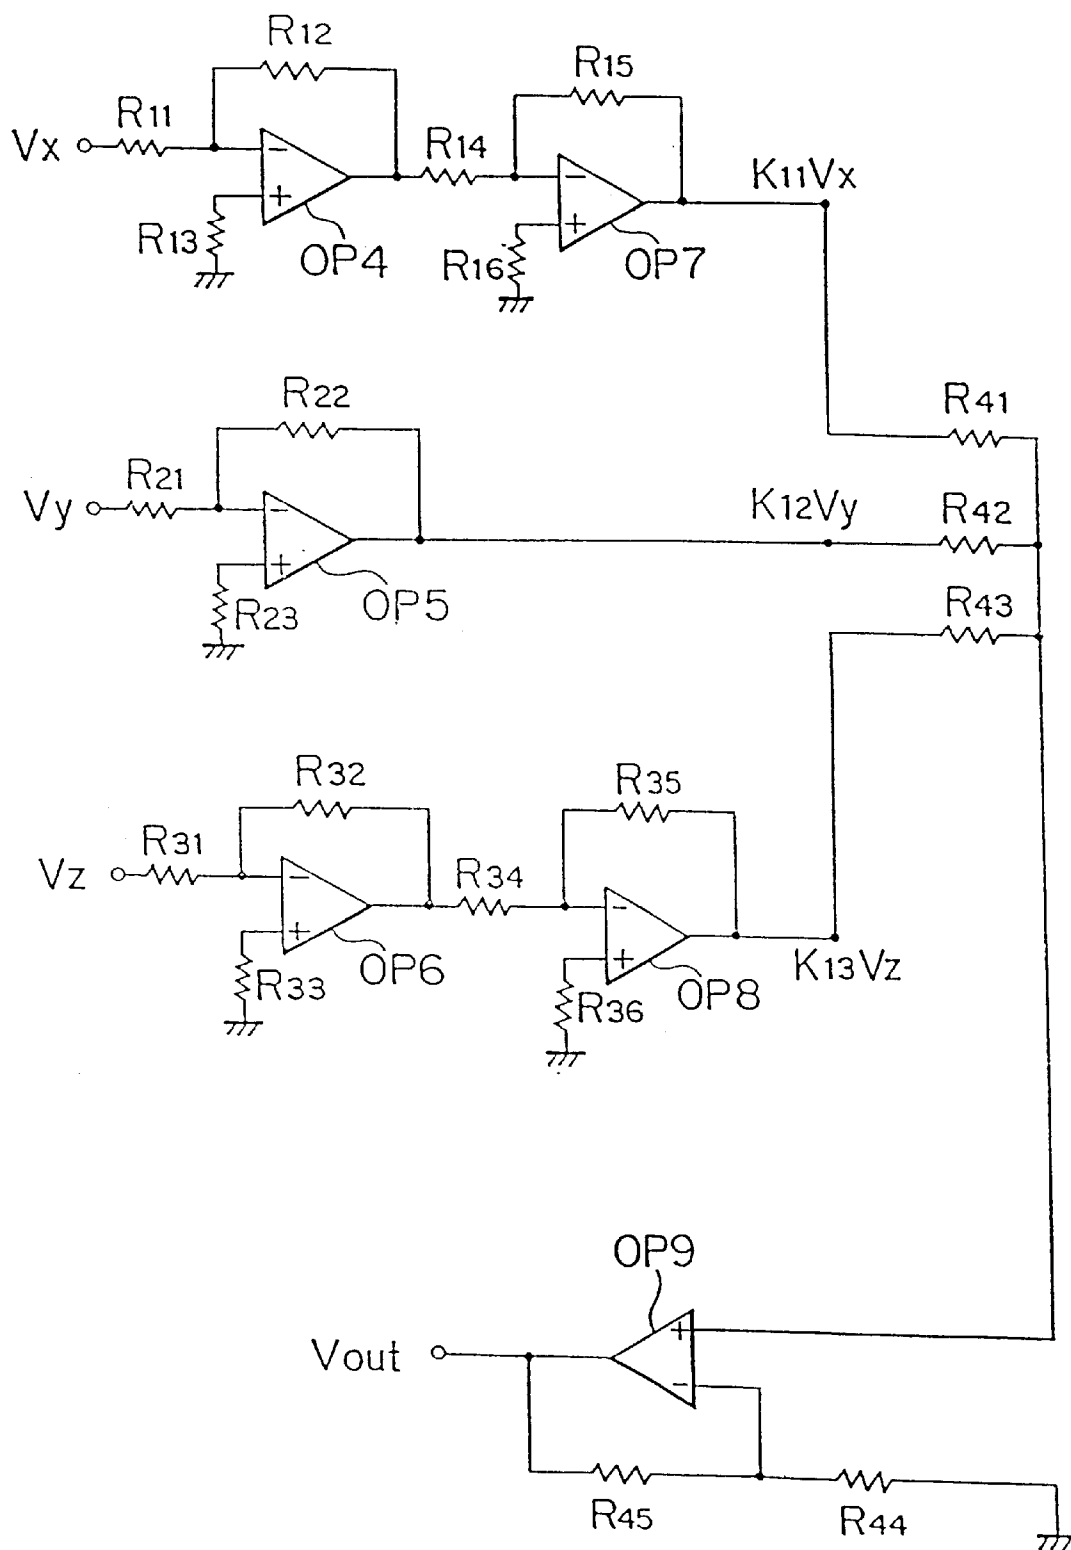 R12
R15
R11
Vx
−
R14
−
K11Vx
+
+
R13
OP4
R16
OP7
R22
R41
R21
Vy
−
K12Vy
R42
+
OP5
R23
R43
R32
R35
R31
Vz
−
R34
−
+
+
R33
OP6
R36
OP8
K13Vz
OP9
+
Vout
−
R45
R44